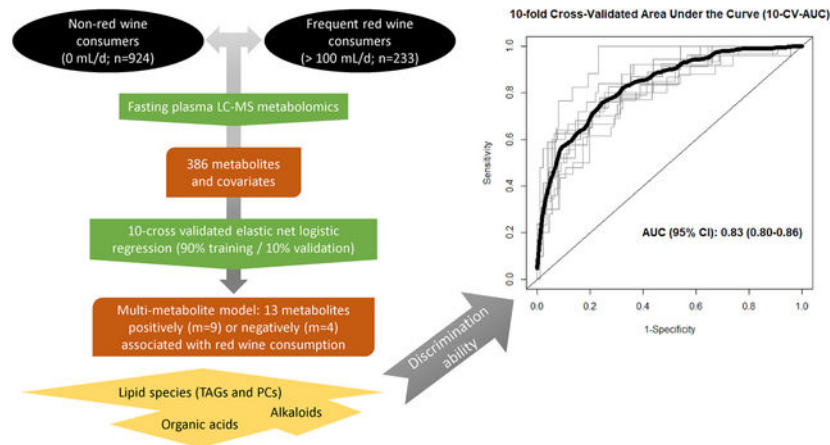 Non-red wine
consumers
(0 mL/d; n=924)
Frequent red wine
consumers
(> 100 mL/d; n=233)
Fasting plasma LC-MS metabolomics
386 metabolites
and covariates
10-cross validated elastic net logistic
regression (90% training / 10% validation)
Multi-metabolite model: 13 metabolites
positively (m=9) or negatively (m=4)
associated with red wine consumption
Lipid species (TAGs and PCs)
Alkaloids
Organic acids
Discrimination
ability
10-fold Cross-Validated Area Under the Curve (10-CV-AUC)
Sensitivity
1.0
0.8
0.6
0.4
0.2
0.0
AUC (95% CI): 0.83 (0.80-0.86)
0.0 0.2 0.4 0.6 0.8 1.0
1-Specificity